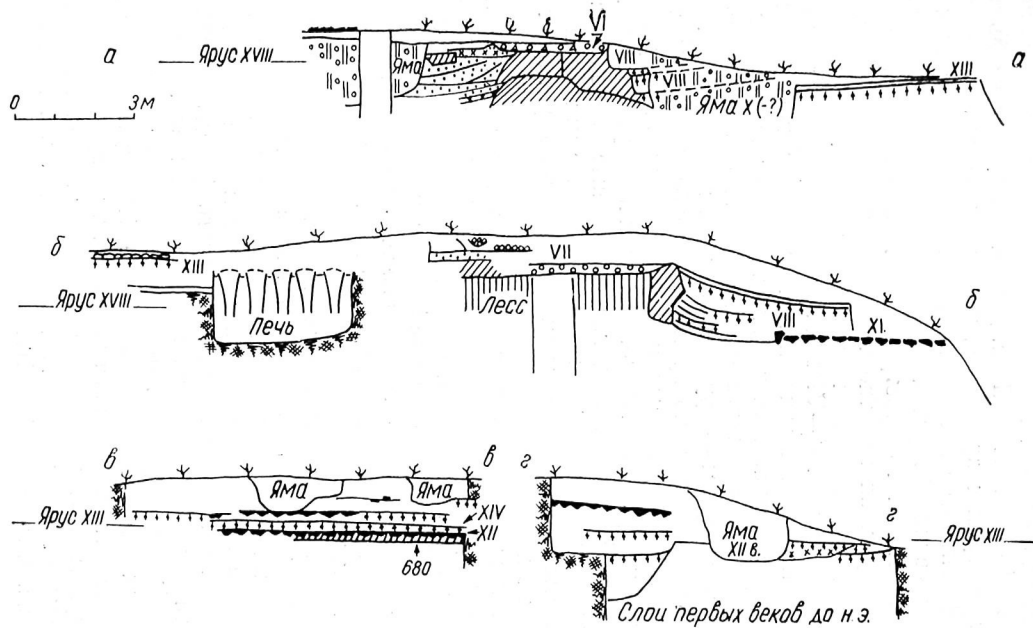 VI
а Ярус XVIII Яма VIII XIII а
VIII
0 3м
Яма X (-?)
б VII
XIII
Ярус XVIII Лесс VIII XI. б
Печь
в в г
Яма Яма
Ярус XIII XIV Яма XII в. г Ярус XIII
XII
680
Слои первых веков до н.э.